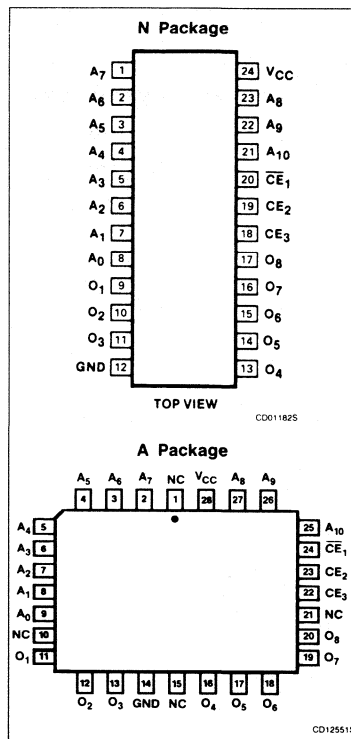 N Package
A7 1 24 VCC
A6 2 23 A8
A5 3 22 A9
A4 4 21 A10
A3 5 20 C̅E̅1
A2 6 19 CE2
A1 7 18 CE3
A0 8 17 O8
O1 9 16 O7
O2 10 15 O6
O3 11 14 O5
GND 12 13 O4
TOP VIEW
CD01182S
A Package
A5 A6 A7 NC VCC A8 A9
4 3 2 1 28 27 26
A4 5 25 A10
A3 6 24 C̅E̅1
A2 7 23 CE2
A1 8 22 CE3
A0 9 21 NC
NC 10 20 O8
O1 11 19 O7
12 13 14 15 16 17 18
O2 O3 GND NC O4 O5 O6
CD12551S